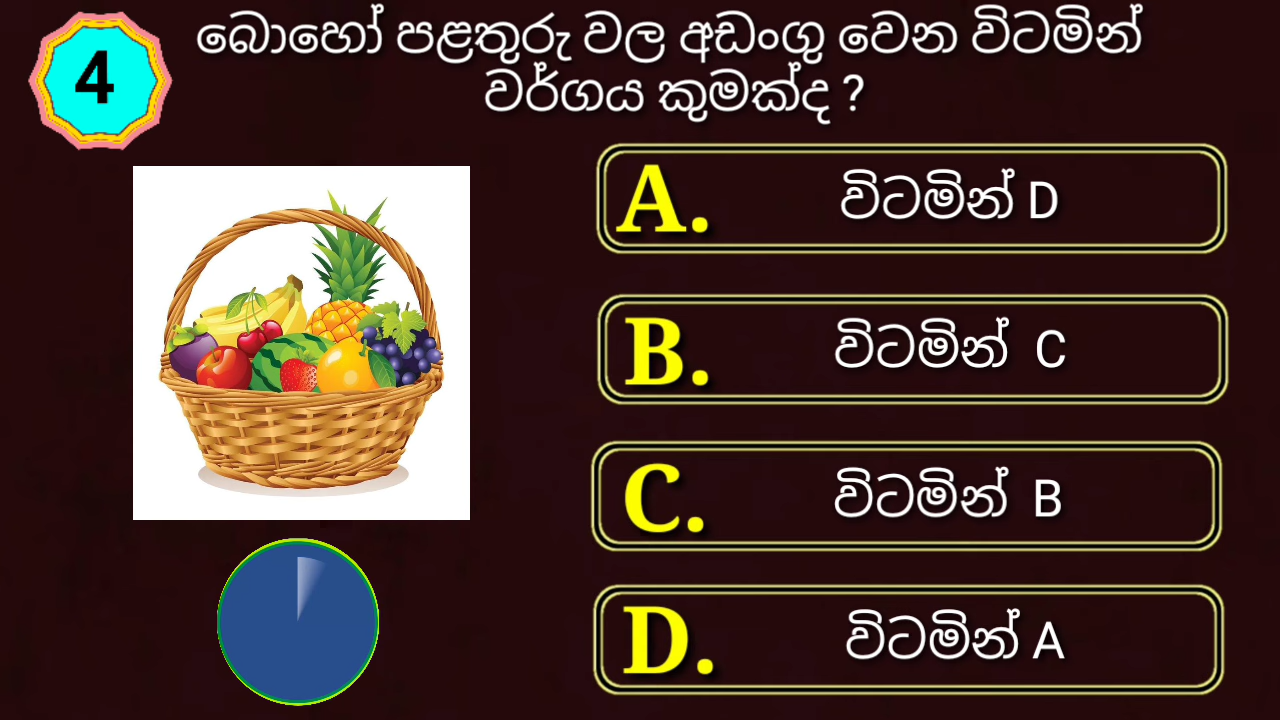 4
බොහෝ පළතුරු වල අඩංගු වෙන විටමින්
වර්ගය කුමක්ද ?
A. විටමින් D
B. විටමින් C
C. විටමින් B
D. විටමින් A